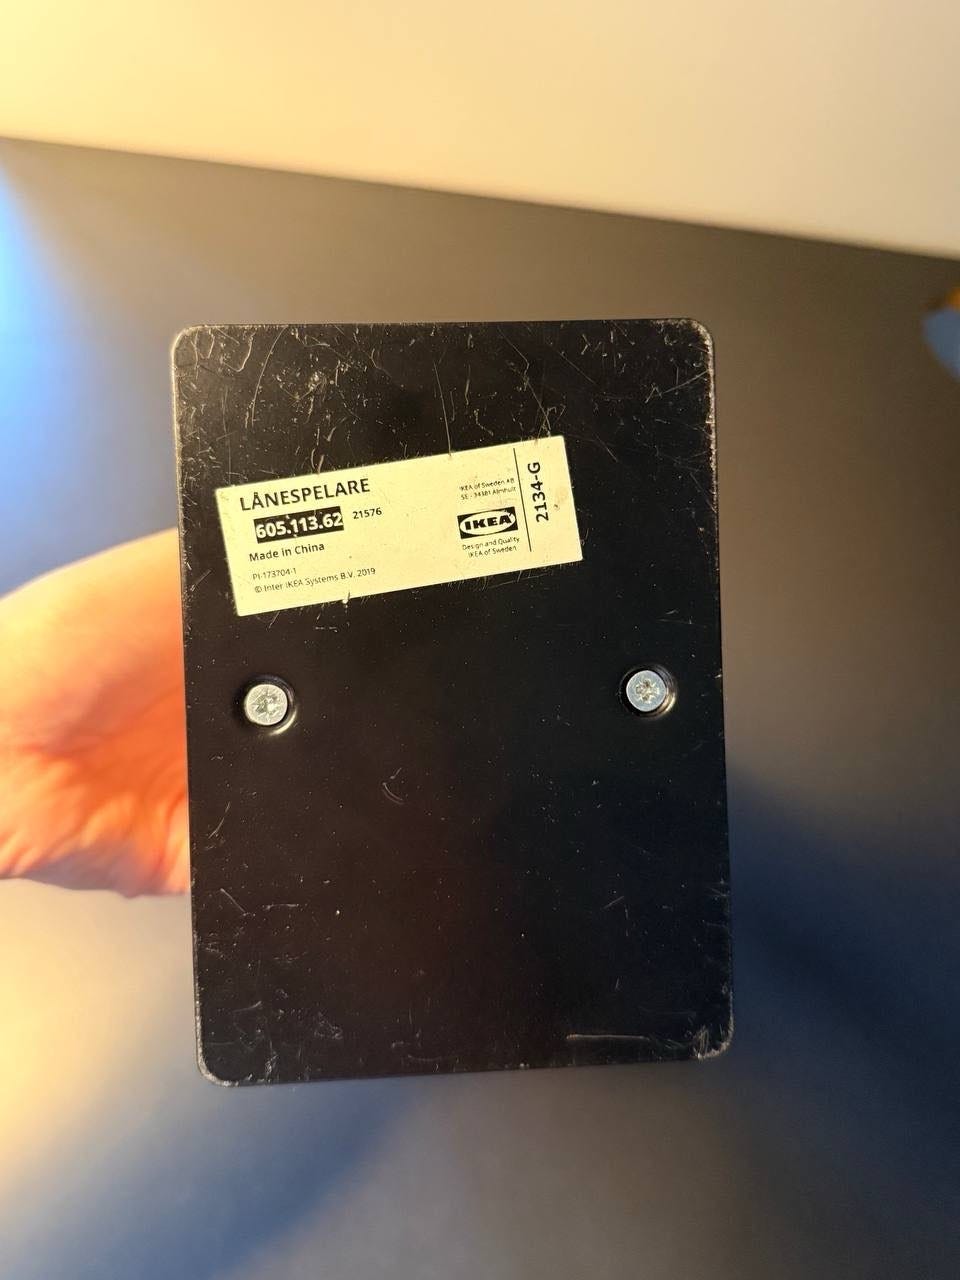 LÅNESPELARE
605.113.62 21576
Made in China
PI-173704-1
© Inter IKEA Systems B.V. 2019
IKEA of Sweden AB
SE - 34381 Älmhult
IKEA
Design and Quality
IKEA of Sweden
2134-G